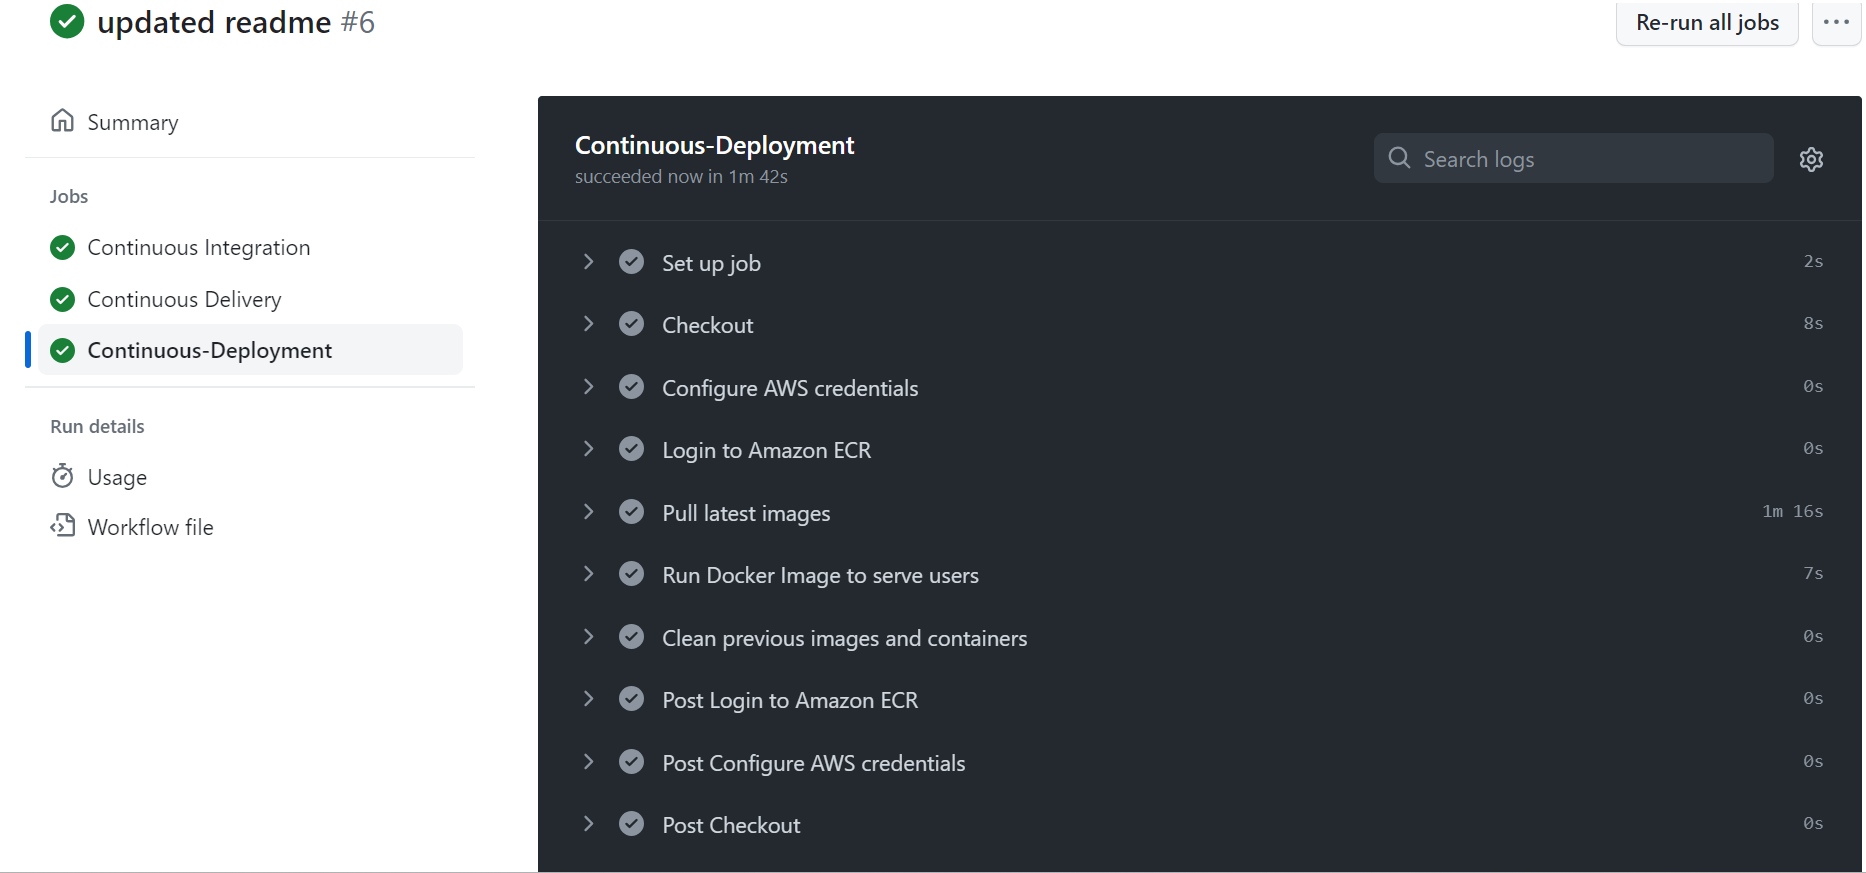 updated readme #6
Re-run all jobs
Summary
Jobs
Continuous Integration
Continuous Delivery
Continuous-Deployment
Run details
Usage
Workflow file
Continuous-Deployment
succeeded now in 1m 42s
Search logs
Set up job 2s
Checkout 8s
Configure AWS credentials 0s
Login to Amazon ECR 0s
Pull latest images 1m 16s
Run Docker Image to serve users 7s
Clean previous images and containers 0s
Post Login to Amazon ECR 0s
Post Configure AWS credentials 0s
Post Checkout 0s